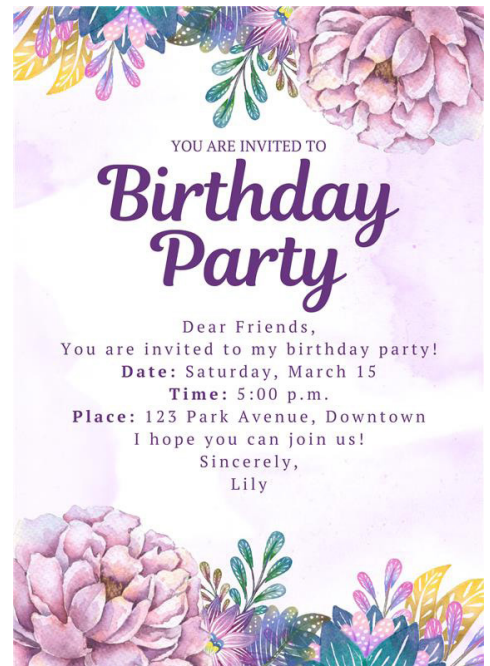 YOU ARE INVITED TO
Birthday
Party
Dear Friends,
You are invited to my birthday party!
Date: Saturday, March 15
Time: 5:00 p.m.
Place: 123 Park Avenue, Downtown
I hope you can join us!
Sincerely,
Lily